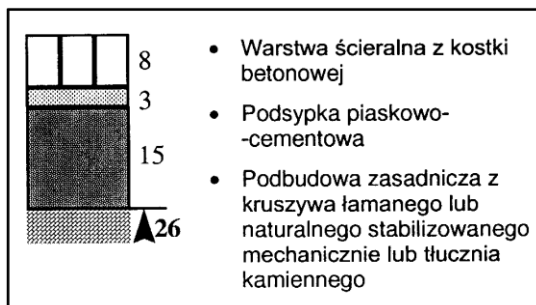 8
3
15
26
• Warstwa ścieralna z kostki
betonowej
• Podsypka piaskowo-
-cementowa
• Podbudowa zasadnicza z
kruszywa łamanego lub
naturalnego stabilizowanego
mechanicznie lub tłucznia
kamiennego